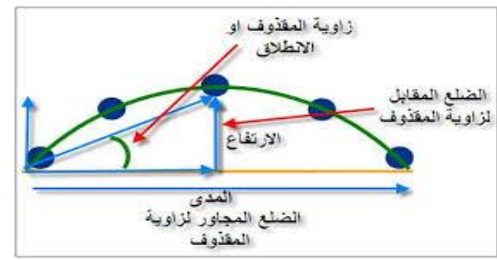 زاوية المقذوف او
الانطلاق
الضلع المقابل
لزاوية المقذوف
الارتفاع
المدى
الضلع المجاور لزاوية
المقذوف